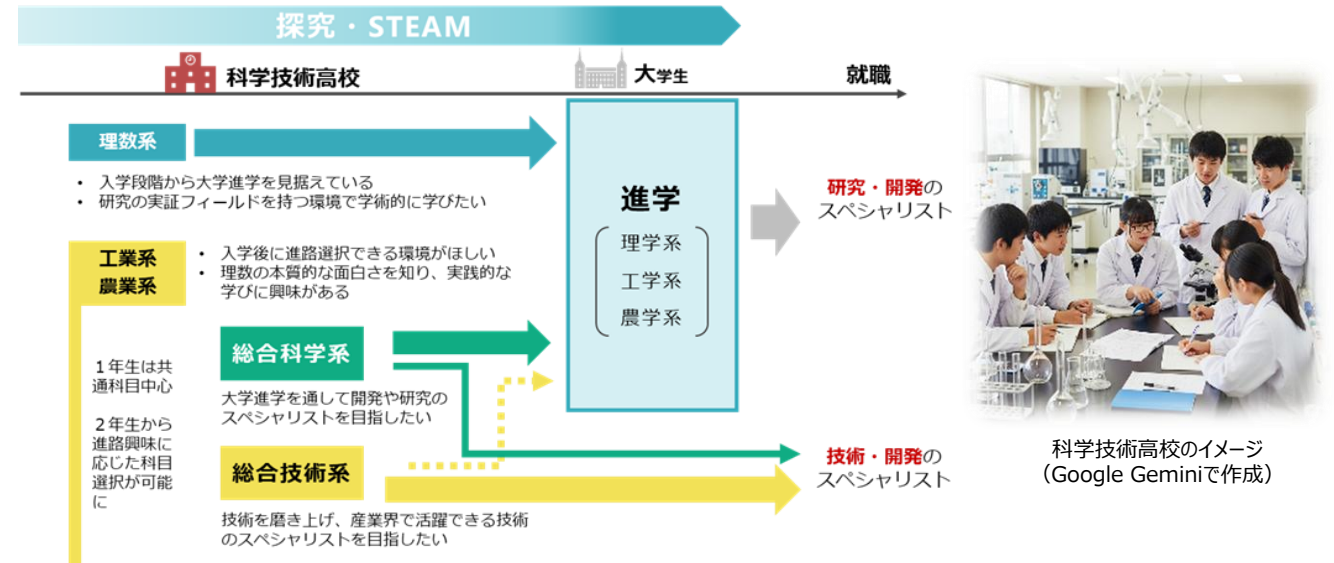 探究・STEAM
科学技術高校
大学生
就職
理数系
・ 入学段階から大学進学を見据えている
・ 研究の実証フィールドを持つ環境で学術的に学びたい
工業系
農業系
・ 入学後に進路選択できる環境がほしい
・ 理数の本質的な面白さを知り、実践的な
学びに興味がある
1年生は共
通科目中心
2年生から
進路興味に
応じた科目
選択が可能
に
総合科学系
大学進学を通して開発や研究の
スペシャリストを目指したい
総合技術系
技術を磨き上げ、産業界で活躍できる技術
のスペシャリストを目指したい
進学
理学系
工学系
農学系
研究・開発の
スペシャリスト
技術・開発の
スペシャリスト
科学技術高校のイメージ
（Google Geminiで作成）